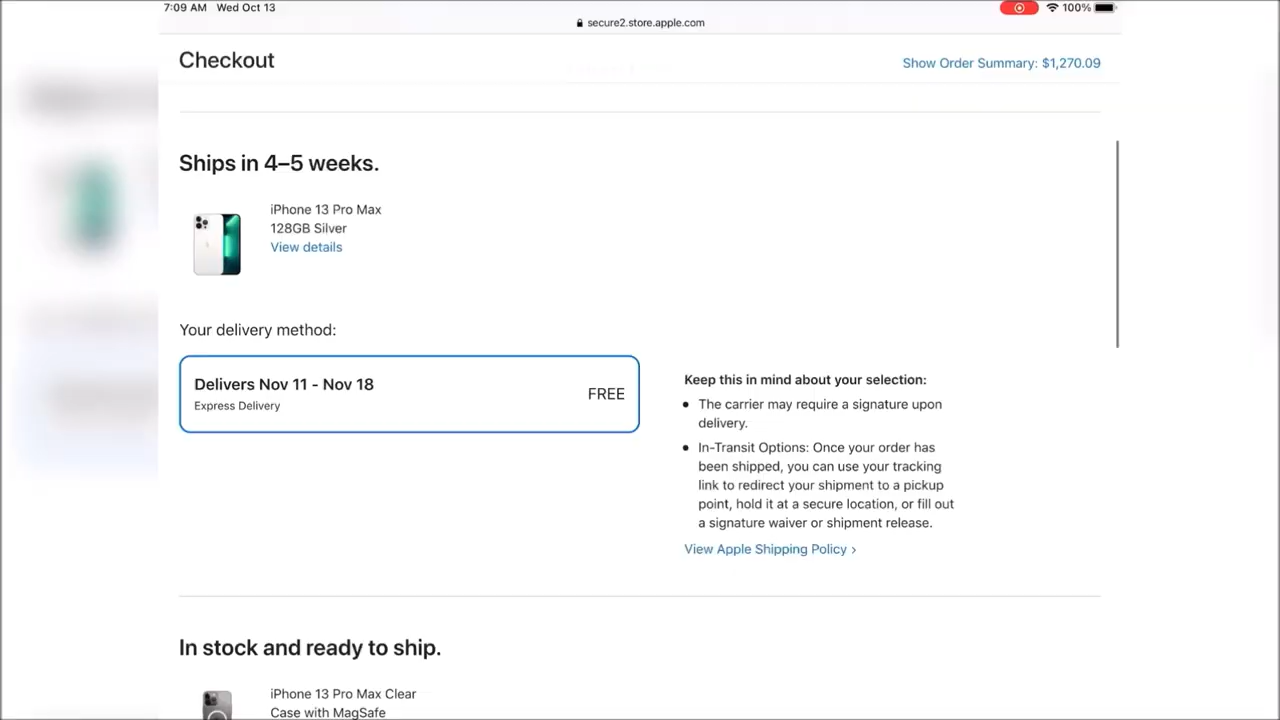 7:09 AM Wed Oct 13
100%
secure2.store.apple.com
Checkout
Show Order Summary: $1,270.09
Ships in 4–5 weeks.
iPhone 13 Pro Max
128GB Silver
View details
Your delivery method:
Delivers Nov 11 - Nov 18
Express Delivery
FREE
Keep this in mind about your selection:
• The carrier may require a signature upon
delivery.
• In-Transit Options: Once your order has
been shipped, you can use your tracking
link to redirect your shipment to a pickup
point, hold it at a secure location, or fill out
a signature waiver or shipment release.
View Apple Shipping Policy ›
In stock and ready to ship.
iPhone 13 Pro Max Clear
Case with MagSafe